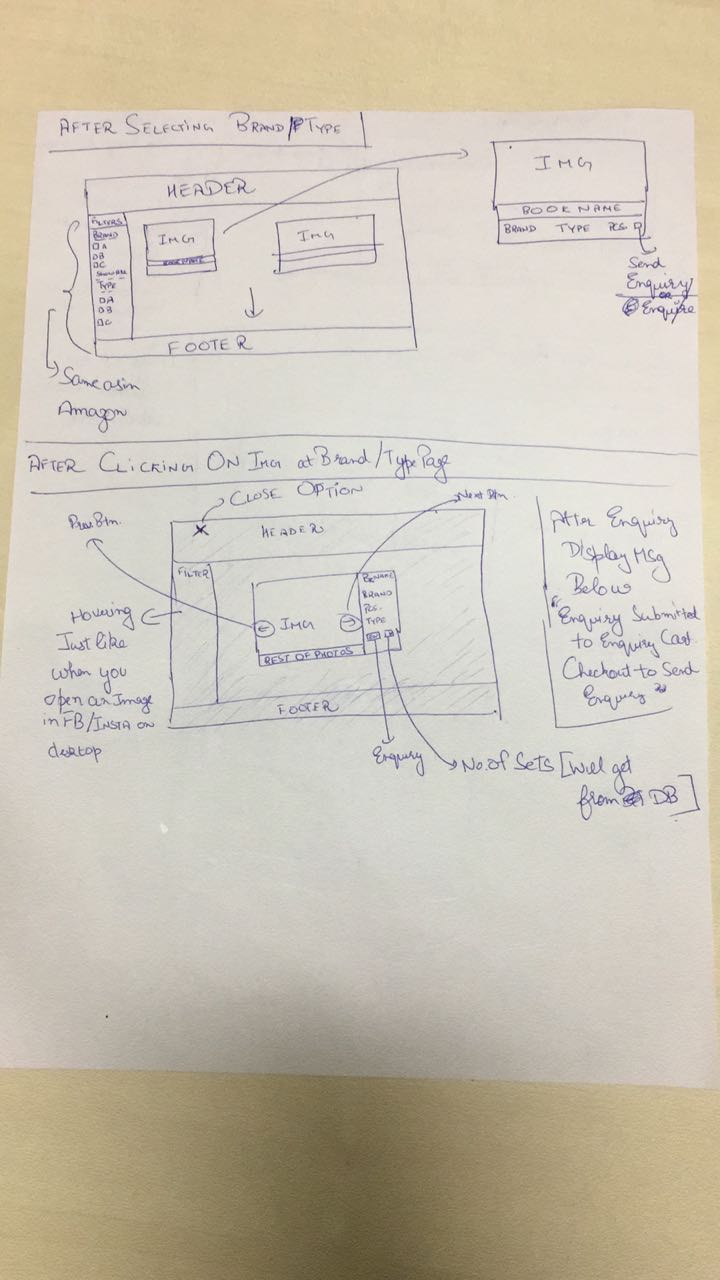 AFTER SELECTING BRAND/TYPE
HEADER
FILTERS
BRAND
A
B
C
SHOW ALL
TYPE
A
B
C
IMG
BOOK NAME
IMG
FOOTER
Same as in
Amazon
IMG
BOOK NAME
BRAND TYPE PCS.
Send
Enquiry
or
Enquire
AFTER CLICKING ON IMG at Brand/Type Page
CLOSE OPTION
Prev Btn.
Next Btn.
X
HEADER
FILTER
IMG
BRAND
PCS.
TYPE
REST OF PHOTOS
FOOTER
Hovering
Just like
when you
open an Image
in FB/INSTA on
desktop
Enquiry
No. of Sets [Will get
from DB]
After Enquiry
Display Msg
Below
"Enquiry Submitted
to Enquiry Cart.
Checkout to Send
Enquiry"